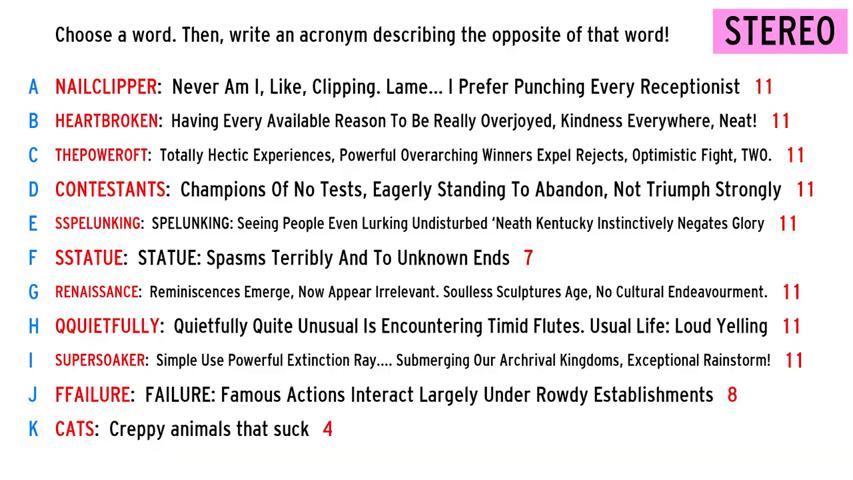 Choose a word. Then, write an acronym describing the opposite of that word!
STEREO
A NAILCLIPPER: Never Am I, Like, Clipping. Lame... I Prefer Punching Every Receptionist 11
B HEARTBROKEN: Having Every Available Reason To Be Really Overjoyed, Kindness Everywhere, Neat! 11
C THEPOWEROFT: Totally Hectic Experiences, Powerful Overarching Winners Expel Rejects, Optimistic Fight, TWO. 11
D CONTESTANTS: Champions Of No Tests, Eagerly Standing To Abandon, Not Triumph Strongly 11
E SSPELUNKING: SPELUNKING: Seeing People Even Lurking Undisturbed 'Neath Kentucky Instinctively Negates Glory 11
F SSTATUE: STATUE: Spasms Terribly And To Unknown Ends 7
G RENAISSANCE: Reminiscences Emerge, Now Appear Irrelevant. Soulless Sculptures Age, No Cultural Endeavourment. 11
H QQUIETFULLY: Quietfully Quite Unusual Is Encountering Timid Flutes. Usual Life: Loud Yelling 11
I SUPERSOAKER: Simple Use Powerful Extinction Ray.... Submerging Our Archrival Kingdoms, Exceptional Rainstorm! 11
J FFAILURE: FAILURE: Famous Actions Interact Largely Under Rowdy Establishments 8
K CATS: Creppy animals that suck 4